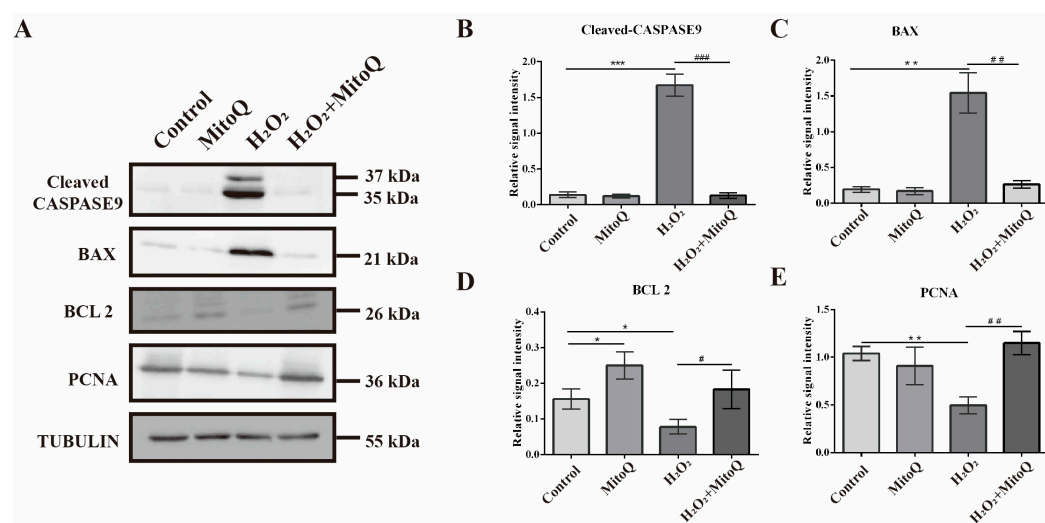 A
Control
MitoQ
H₂O₂
H₂O₂+MitoQ
Cleaved
CASPASE9
37 kDa
35 kDa
BAX
21 kDa
BCL 2
26 kDa
PCNA
36 kDa
TUBULIN
55 kDa
B
Cleaved-CASPASE9
Relative signal intensity
2.0
1.5
1.0
0.5
0.0
***
###
Control
MitoQ
H₂O₂
H₂O₂+MitoQ
C
BAX
Relative signal intensity
2.0
1.5
1.0
0.5
0.0
* *
# #
Control
MitoQ
H₂O₂
H₂O₂+MitoQ
D
BCL 2
Relative signal intensity
0.4
0.3
0.2
0.1
0.0
*
*
#
Control
MitoQ
H₂O₂
H₂O₂+MitoQ
E
PCNA
Relative signal intensity
1.5
1.0
0.5
0.0
* *
# #
Control
MitoQ
H₂O₂
H₂O₂+MitoQ